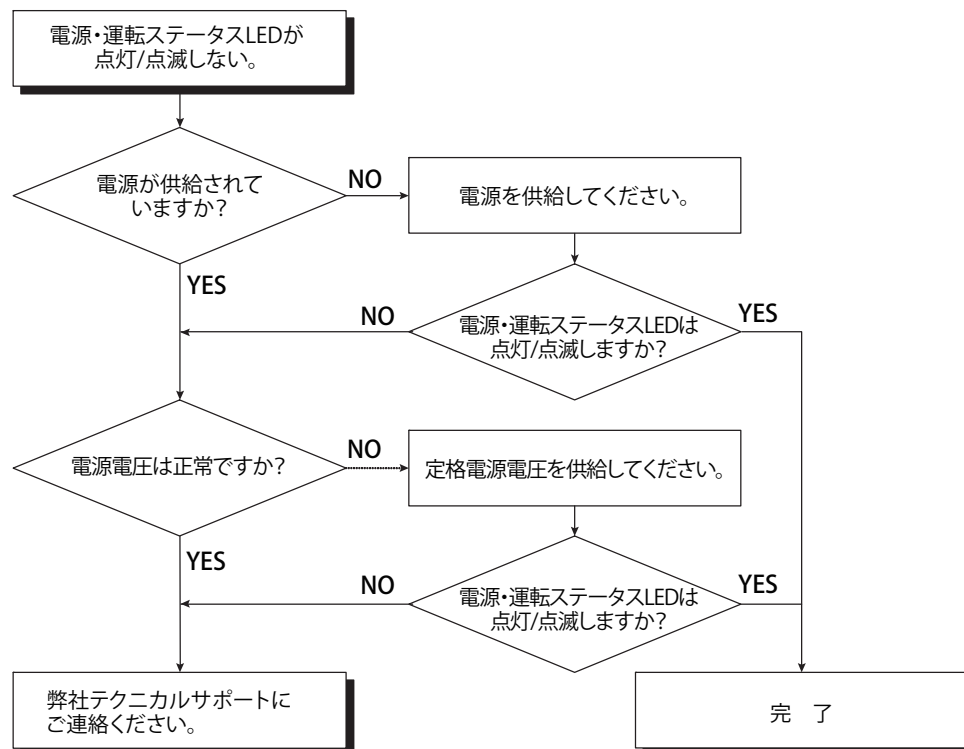 電源・運転ステータスLEDが
点灯/点滅しない。
電源が供給されて
いますか？
NO
電源を供給してください。
YES
NO
電源・運転ステータスLEDは
点灯/点滅しますか？
YES
電源電圧は正常ですか？
NO
定格電源電圧を供給してください。
YES
NO
電源・運転ステータスLEDは
点灯/点滅しますか？
YES
弊社テクニカルサポートに
ご連絡ください。
完　了